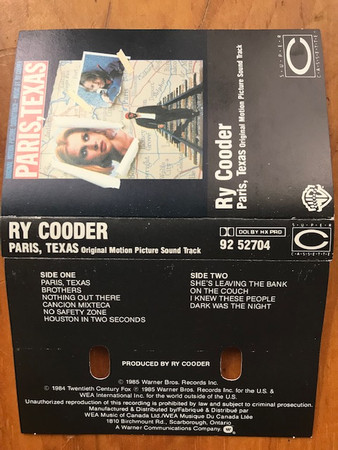 PARIS, TEXAS
Ry Cooder
Paris, Texas Original Motion Picture Sound Track
SUPER
C
CASSETTE
RY COODER
PARIS, TEXAS Original Motion Picture Sound Track
DOLBY HX PRO
92 52704
SUPER
C
CASSETTE
SIDE ONE
PARIS, TEXAS
BROTHERS
NOTHING OUT THERE
CANCION MIXTECA
NO SAFETY ZONE
HOUSTON IN TWO SECONDS
SIDE TWO
SHE'S LEAVING THE BANK
ON THE COUCH
I KNEW THESE PEOPLE
DARK WAS THE NIGHT
PRODUCED BY RY COODER
© 1985 Warner Bros. Records Inc.
© 1984 Twentieth Century Fox ℗ 1985 Warner Bros. Records Inc. for the U.S. &
WEA International Inc. for the world outside of the U.S.
Unauthorized reproduction of this recording is prohibited by law and subject to criminal prosecution.
Manufactured & Distributed by/Fabriqué & Distribué par
WEA Music of Canada Ltd./WEA Musique Du Canada Ltée
1810 Birchmount Rd., Scarborough, Ontario
A Warner Communications Company.